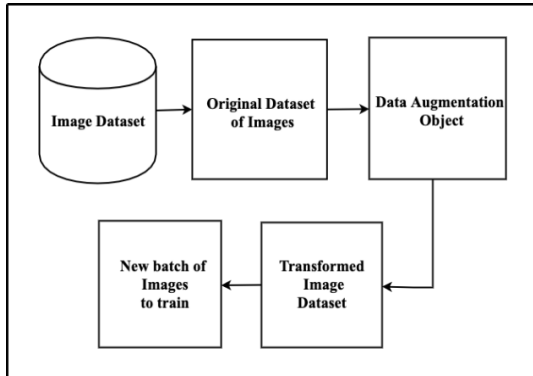 Image Dataset
Original Dataset
of Images
Data Augmentation
Object
New batch of
Images
to train
Transformed
Image
Dataset